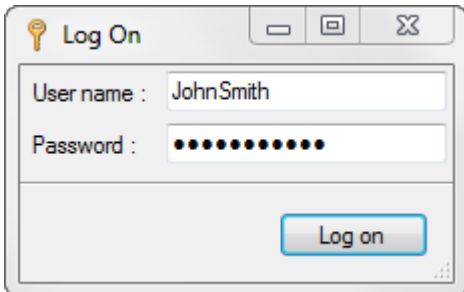 Log On
User name : JohnSmith
Password : ●●●●●●●●●●●
Log on